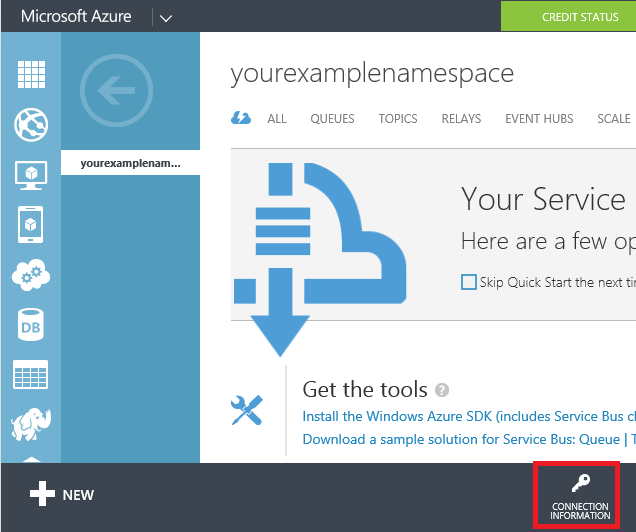 Microsoft Azure
CREDIT STATUS
yourexamplenamespace
ALL QUEUES TOPICS RELAYS EVENT HUBS SCALE
yourexamplenam...
Your Service
Here are a few op
Skip Quick Start the next tin
DB
Get the tools ?
Install the Windows Azure SDK (includes Service Bus cl
Download a sample solution for Service Bus: Queue | T
NEW
CONNECTION
INFORMATION